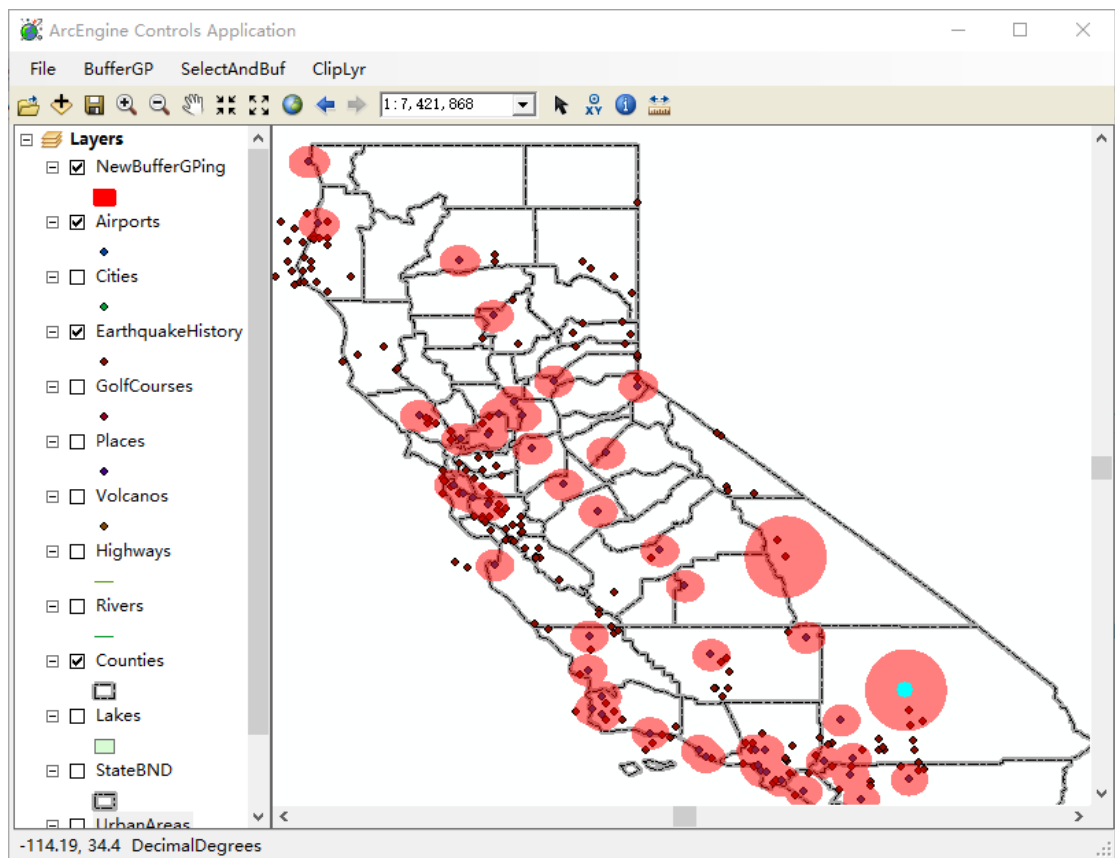 ArcEngine Controls Application
File BufferGP SelectAndBuf ClipLyr
1:7,421,868
XY
Layers
NewBufferGPing
Airports
Cities
EarthquakeHistory
GolfCourses
Places
Volcanos
Highways
Rivers
Counties
Lakes
StateBND
UrbanAreas
-114.19, 34.4 DecimalDegrees